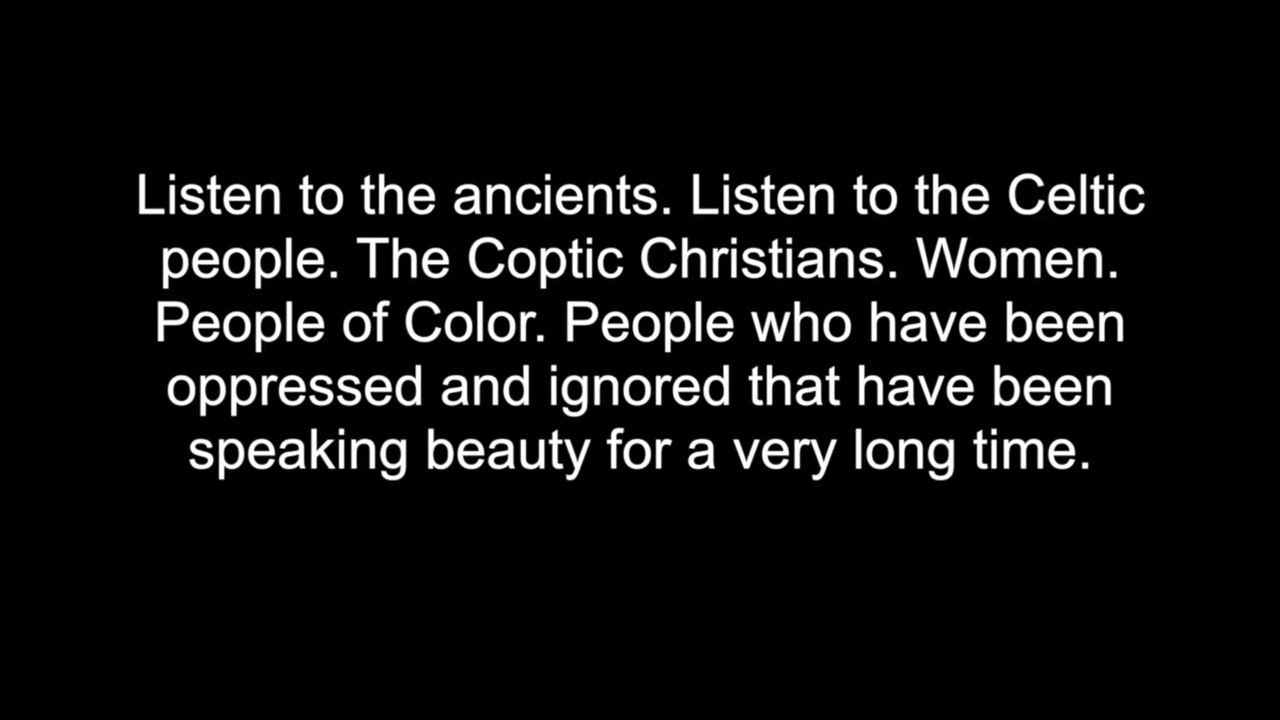 Listen to the ancients. Listen to the Celtic
people. The Coptic Christians. Women.
People of Color. People who have been
oppressed and ignored that have been
speaking beauty for a very long time.